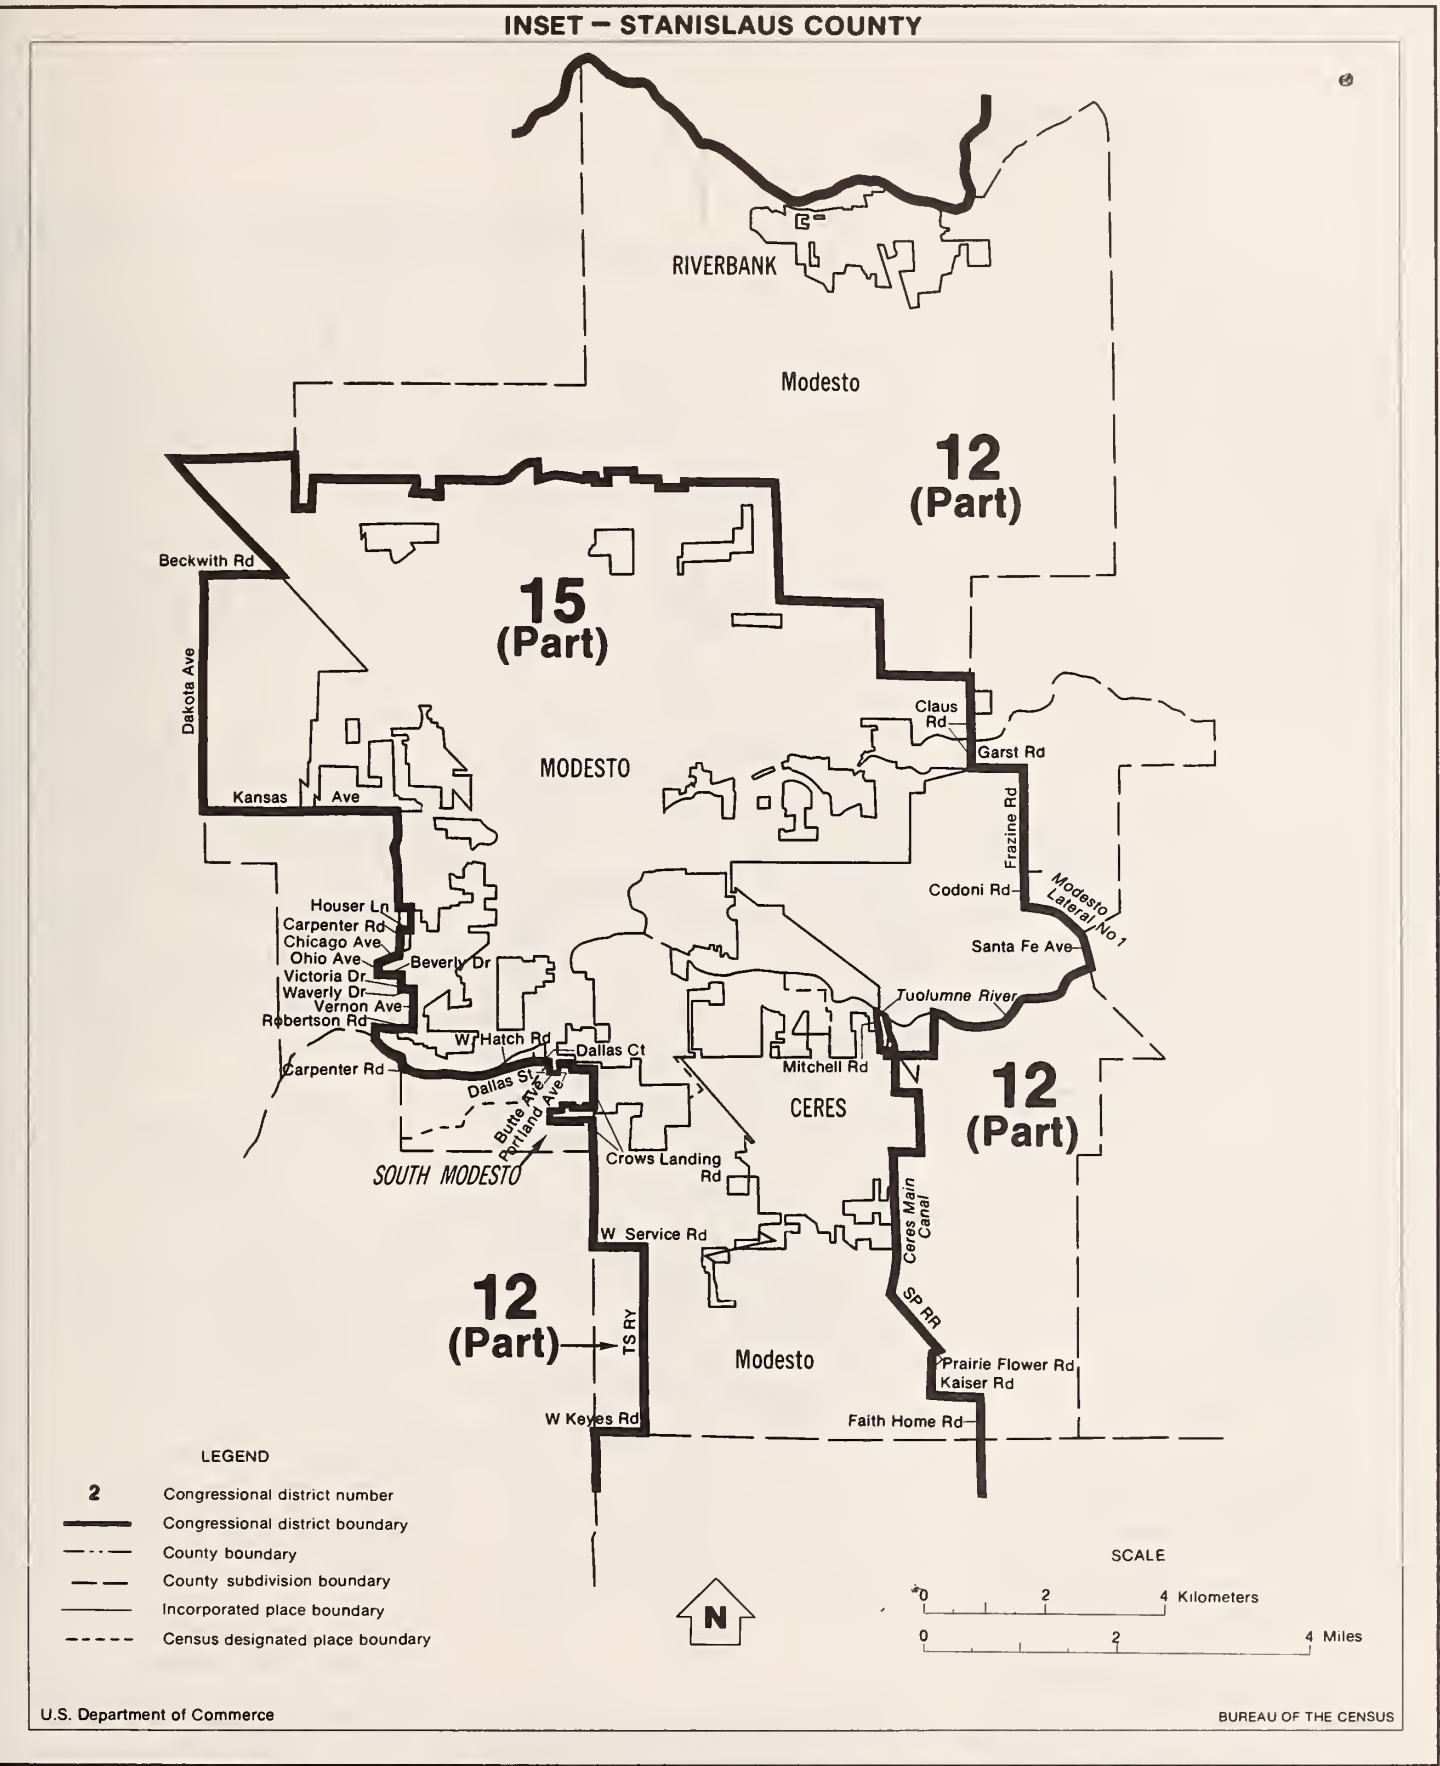 INSET — STANISLAUS COUNTY
RIVERBANK
Modesto
12
(Part)
Beckwith Rd
15
(Part)
Dakota Ave
Claus
Rd
Garst Rd
MODESTO
Kansas Ave
Frazine Rd
Codoni Rd
Modesto
Lateral No 1
Houser Ln
Carpenter Rd
Chicago Ave
Ohio Ave
Beverly Dr
Santa Fe Ave
Victoria Dr
Waverly Dr
Vernon Ave
Robertson Rd
Tuolumne River
W Hatch Rd
Dallas Ct
Carpenter Rd
Dallas St
Mitchell Rd
Butte Ave
Portland Ave
CERES
12
(Part)
SOUTH MODESTO
Crows Landing
Rd
Ceres Main
Canal
W Service Rd
12
(Part)
TS RY
SP RR
Modesto
Prairie Flower Rd
Kaiser Rd
W Keyes Rd
Faith Home Rd
LEGEND
2 Congressional district number
Congressional district boundary
County boundary
County subdivision boundary
Incorporated place boundary
Census designated place boundary
N
SCALE
0 2 4 Kilometers
0 2 4 Miles
U.S. Department of Commerce
BUREAU OF THE CENSUS